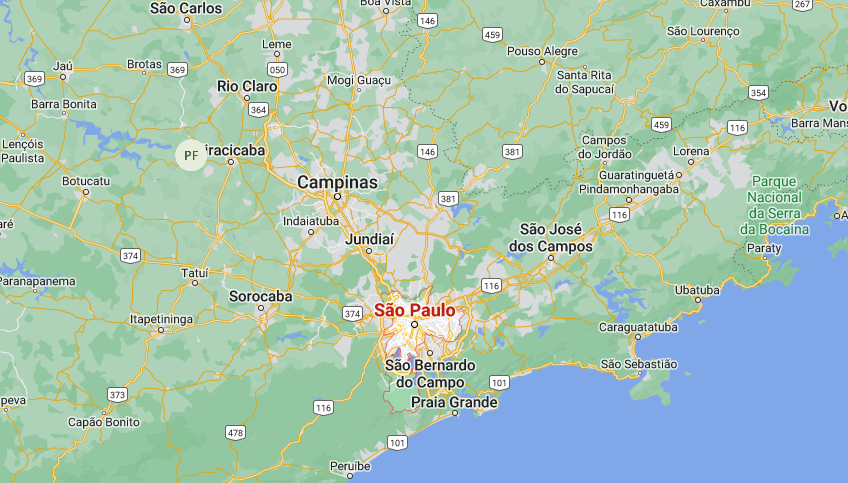 São Carlos
Boa Vista
146
Caxambu
267
459
São Lourenço
Leme
Pouso Alegre
Jaú
Brotas
369
050
369
Mogi Guaçu
Santa Rita
do Sapucaí
Rio Claro
354
Barra Bonita
364
Vo
459
116
Barra Mans
Lençóis
Paulista
PF
iracicaba
146
381
Campos
do Jordão
Lorena
Botucatu
Campinas
Guaratinguetá
Pindamonhangaba
381
Parque
Nacional
da Serra
da Bocaina
116
aré
Indaiatuba
São José
dos Campos
Jundiaí
Paraty
374
Paranapanema
Tatuí
116
Ubatuba
Sorocaba
374
São Paulo
Itapetininga
Caraguatatuba
São Bernardo
do Campo
São Sebastião
373
peva
116
101
Praia Grande
Capão Bonito
478
101
Peruíbe